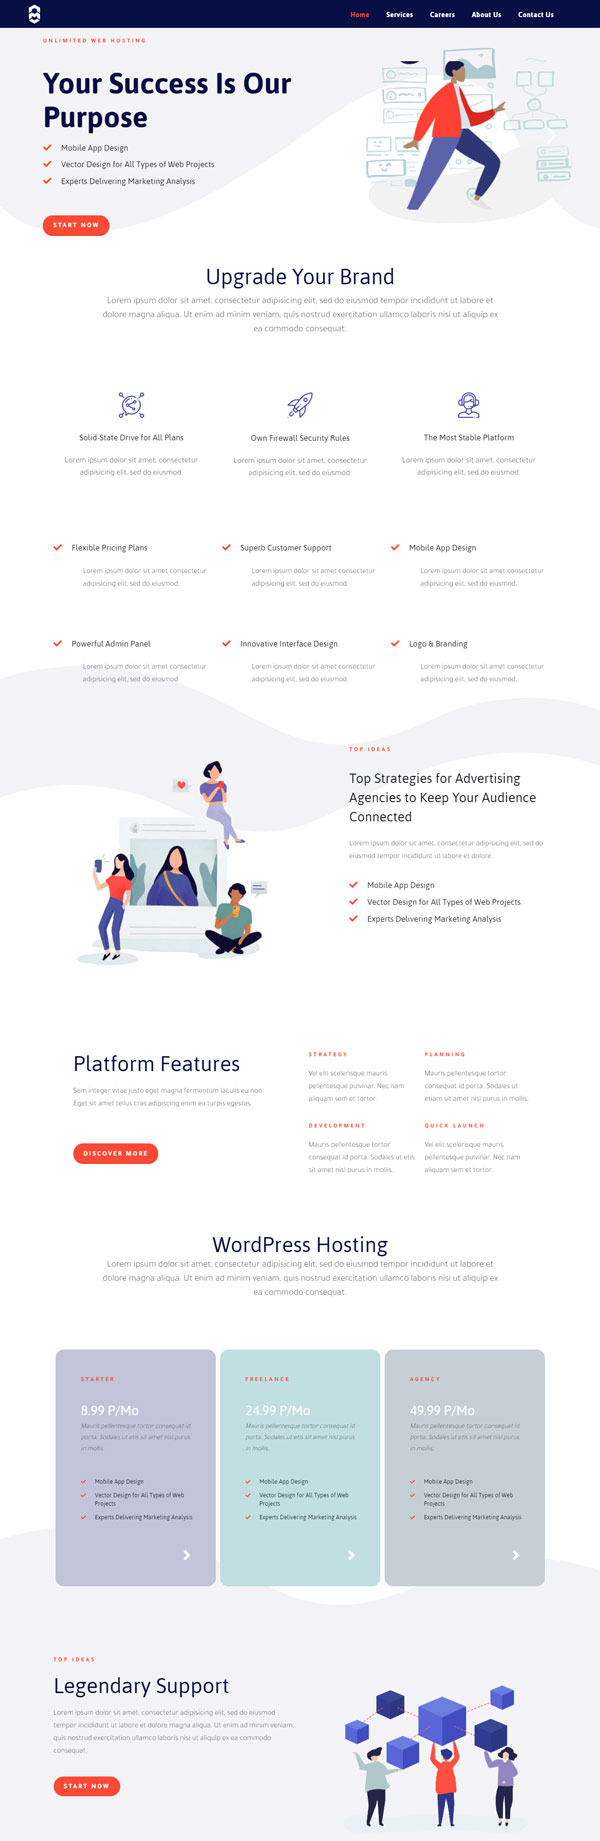 Home Services Careers About Us Contact Us
UNLIMITED WEB HOSTING
Your Success Is Our
Purpose
Mobile App Design
Vector Design for All Types of Web Projects
Experts Delivering Marketing Analysis
START NOW
Upgrade Your Brand
Lorem ipsum dolor sit amet, consectetur adipisicing elit, sed do eiusmod tempor incididunt ut labore et
dolore magna aliqua. Ut enim ad minim veniam, quis nostrud exercitation ullamco laboris nisi ut aliquip ex
ea commodo consequat.
Solid-State Drive for All Plans
Lorem ipsum dolor sit amet, consectetur
adipisicing elit, sed do eiusmod.
Own Firewall Security Rules
Lorem ipsum dolor sit amet, consectetur
adipisicing elit, sed do eiusmod.
The Most Stable Platform
Lorem ipsum dolor sit amet, consectetur
adipisicing elit, sed do eiusmod.
Flexible Pricing Plans
Lorem ipsum dolor sit amet consectetur
adipisicing elit, sed do eiusmod.
Superb Customer Support
Lorem ipsum dolor sit amet consectetur
adipisicing elit, sed do eiusmod.
Mobile App Design
Lorem ipsum dolor sit amet consectetur
adipisicing elit, sed do eiusmod.
Powerful Admin Panel
Lorem ipsum dolor sit amet consectetur
adipisicing elit, sed do eiusmod.
Innovative Interface Design
Lorem ipsum dolor sit amet consectetur
adipisicing elit, sed do eiusmod.
Logo & Branding
Lorem ipsum dolor sit amet consectetur
adipisicing elit, sed do eiusmod.
TOP IDEAS
Top Strategies for Advertising
Agencies to Keep Your Audience
Connected
Lorem ipsum dolor sit amet, consectetur adipisicing elit, sed do
eiusmod tempor incididunt ut labore et dolore.
Mobile App Design
Vector Design for All Types of Web Projects
Experts Delivering Marketing Analysis
Platform Features
Sem integer vitae justo eget magna fermentum iaculis eu non.
Eget sit amet tellus cras adipiscing enim eu turpis egestas.
DISCOVER MORE
STRATEGY
Vel elit scelerisque mauris
pellentesque pulvinar. Nec nam
aliquam sem et tortor.
PLANNING
Mauris pellentesque tortor
consequat id porta. Sodales ut
etiam sit amet nisl purus in mollis.
DEVELOPMENT
Mauris pellentesque tortor
consequat id porta. Sodales ut etis
sit amet nisl purus in mollis.
QUICK LAUNCH
Vel elit scelerisque mauris
pellentesque pulvinar. Nec nam
aliquam sem et tortor.
WordPress Hosting
Lorem ipsum dolor sit amet, consectetur adipisicing elit, sed do eiusmod tempor incididunt ut labore et
dolore magna aliqua. Ut enim ad minim veniam, quis nostrud exercitation ullamco laboris nisi ut aliquip ex
ea commodo consequat.
STARTER
8.99 P/Mo
Mauris pellentesque tortor consequat id
porta. Sodales ut etis sit amet nisl purus
in mollis.
Mobile App Design
Vector Design for All Types of Web
Projects
Experts Delivering Marketing Analysis
FREELANCE
24.99 P/Mo
Mauris pellentesque tortor consequat id
porta. Sodales ut etis sit amet nisl purus
in mollis.
Mobile App Design
Vector Design for All Types of Web
Projects
Experts Delivering Marketing Analysis
AGENCY
49.99 P/Mo
Mauris pellentesque tortor consequat id
porta. Sodales ut etis sit amet nisl purus
in mollis.
Mobile App Design
Vector Design for All Types of Web
Projects
Experts Delivering Marketing Analysis
TOP IDEAS
Legendary Support
Lorem ipsum dolor sit amet, consectetur adipisicing elit, sed do eiusmod
tempor incididunt ut labore et dolore magna aliqua. Ut enim ad minim veniam,
quis nostrud exercitation ullamco laboris nisi ut aliquip ex ea commodo
consequat.
START NOW